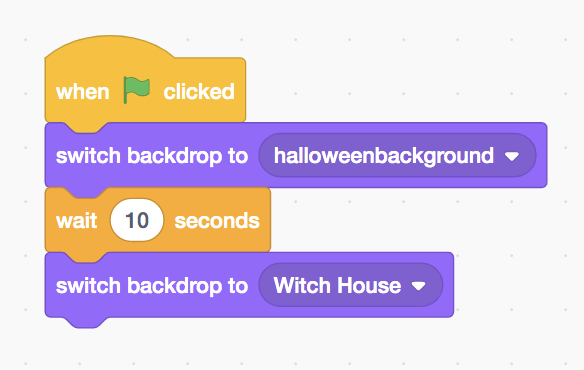 when clicked
switch backdrop to halloweenbackground
wait 10 seconds
switch backdrop to Witch House